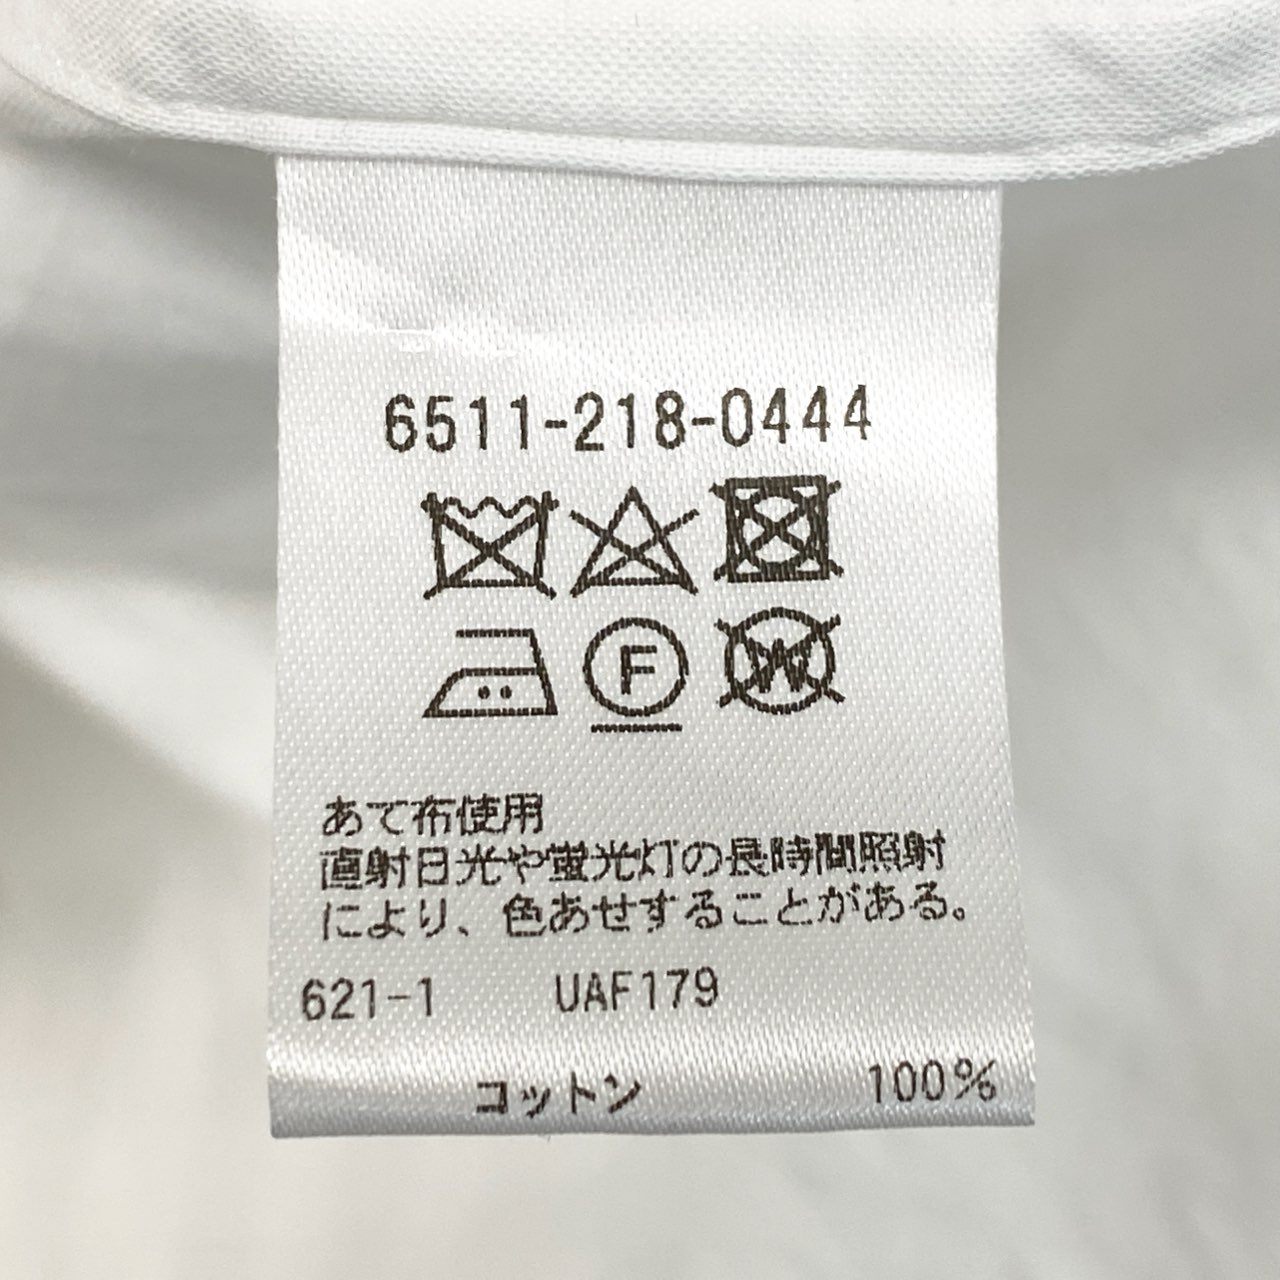 6511-218-0444
F
W
あて布使用
直射日光や蛍光灯の長時間照射
により、色あせすることがある。
621-1 UAF179
コットン 100%